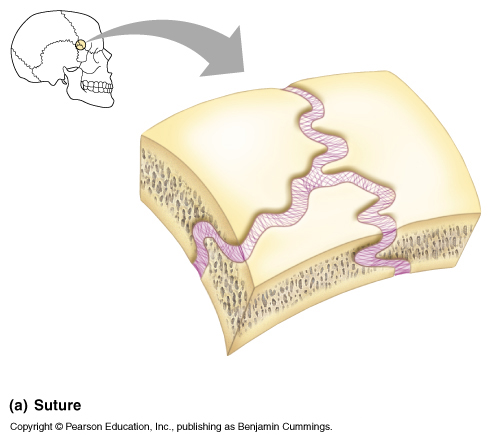 (a) Suture
Copyright © Pearson Education, Inc., publishing as Benjamin Cummings.